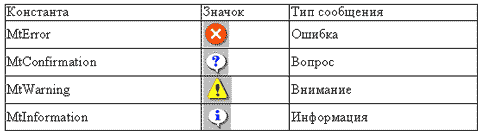 Константа Значок Тип сообщения
MtError Ошибка
MtConfirmation Вопрос
MtWarning Внимание
MtInformation Информация